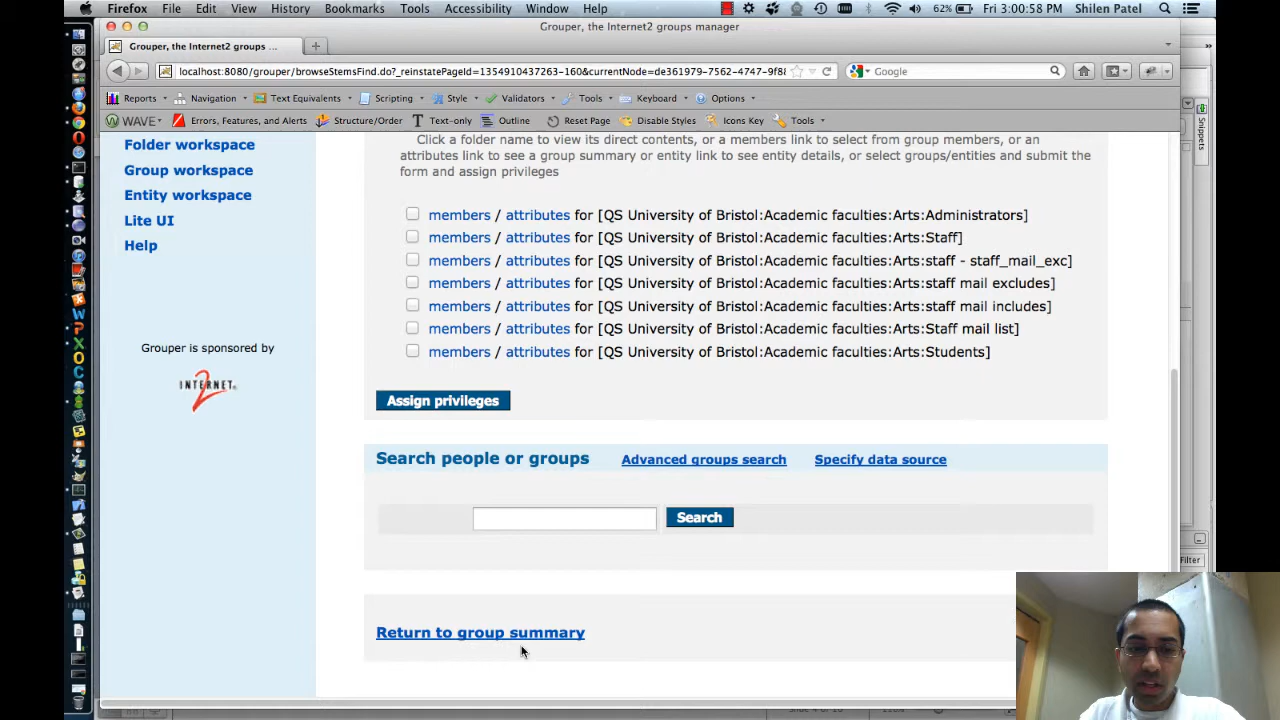 Firefox File Edit View History Bookmarks Tools Accessibility Window Help 62% Fri 3:00:58 PM Shilen Patel
Grouper, the Internet2 groups manager
Grouper, the Internet2 groups manager ...
localhost:8080/grouper/browseStemsFind.do?_reinstatePageId=1354910437263-160&currentNode=de361979-7562-4747-9f8 Google
Reports Navigation Text Equivalents Scripting Style Validators Tools Keyboard Options
WAVE Errors, Features, and Alerts Structure/Order Text-only Outline Reset Page Disable Styles Icons Key Tools
Snippets
Folder workspace
Group workspace
Entity workspace
Lite UI
Help
Grouper is sponsored by
INTERNET
2
Click a folder name to view its direct contents, or a members link to select from group members, or an
attributes link to see a group summary or entity link to see entity details, or select groups/entities and submit the
form and assign privileges
members / attributes for [QS University of Bristol:Academic faculties:Arts:Administrators]
members / attributes for [QS University of Bristol:Academic faculties:Arts:Staff]
members / attributes for [QS University of Bristol:Academic faculties:Arts:staff - staff_mail_exc]
members / attributes for [QS University of Bristol:Academic faculties:Arts:staff mail excludes]
members / attributes for [QS University of Bristol:Academic faculties:Arts:staff mail includes]
members / attributes for [QS University of Bristol:Academic faculties:Arts:Staff mail list]
members / attributes for [QS University of Bristol:Academic faculties:Arts:Students]
Assign privileges
Search people or groups Advanced groups search Specify data source
Search
Filter
Return to group summary